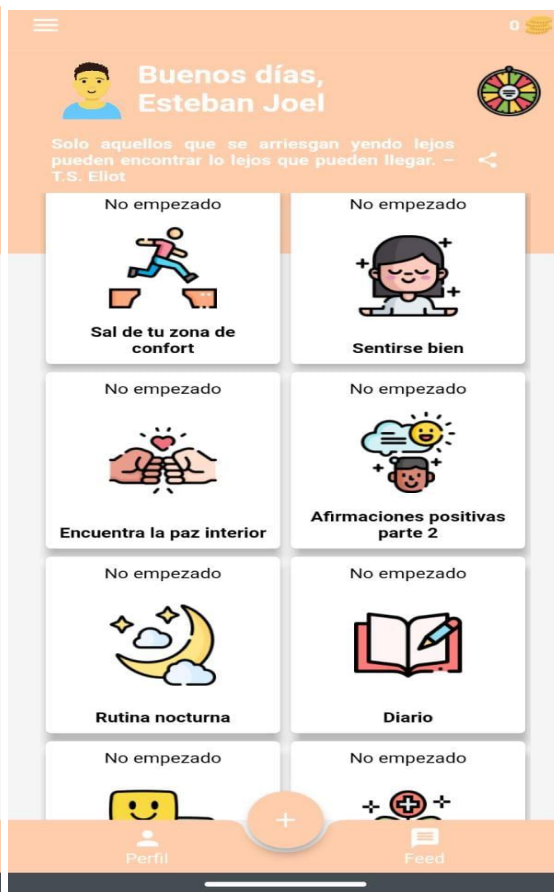 0
Buenos días,
Esteban Joel
Solo aquellos que se arriesgan yendo lejos
pueden encontrar lo lejos que pueden llegar. –
T.S. Eliot
No empezado
No empezado
Sal de tu zona de
confort
Sentirse bien
No empezado
No empezado
Encuentra la paz interior
Afirmaciones positivas
parte 2
No empezado
No empezado
Rutina nocturna
Diario
No empezado
No empezado
+
Perfil
Feed